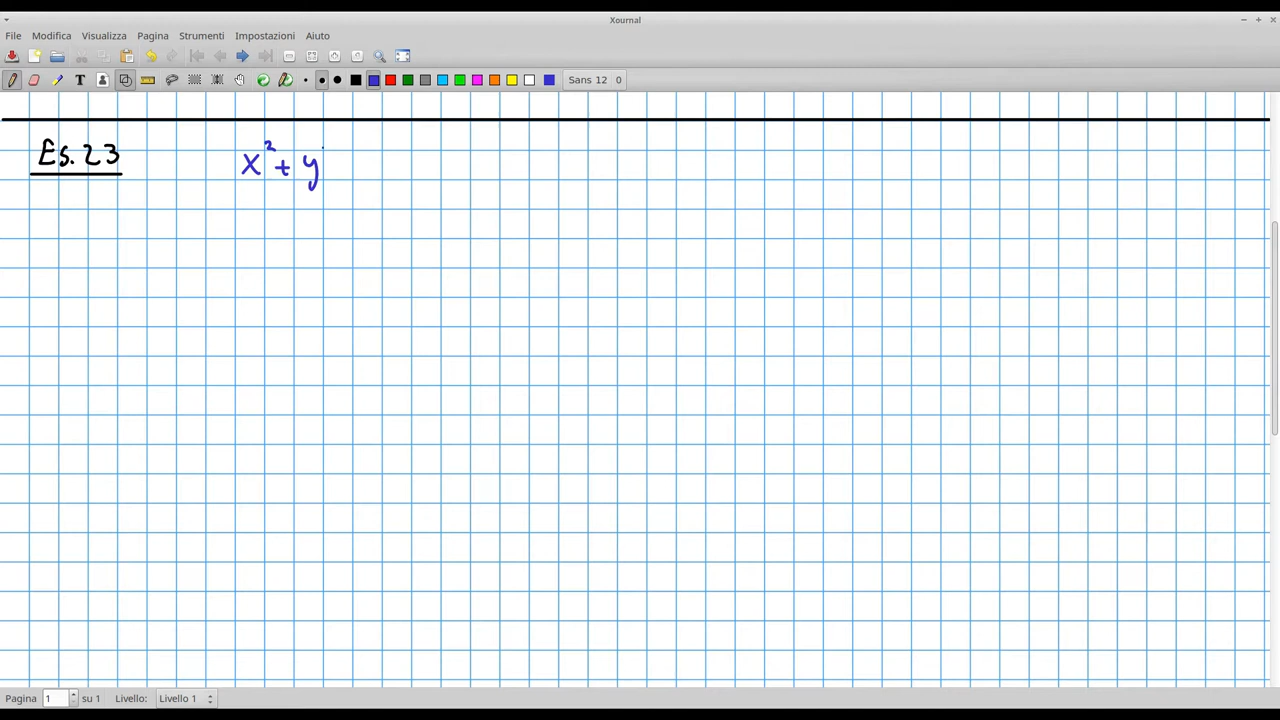 Xournal
File Modifica Visualizza Pagina Strumenti Impostazioni Aiuto
Sans 12 0
Es. 23 x² + y
Pagina 1 su 1 Livello: Livello 1